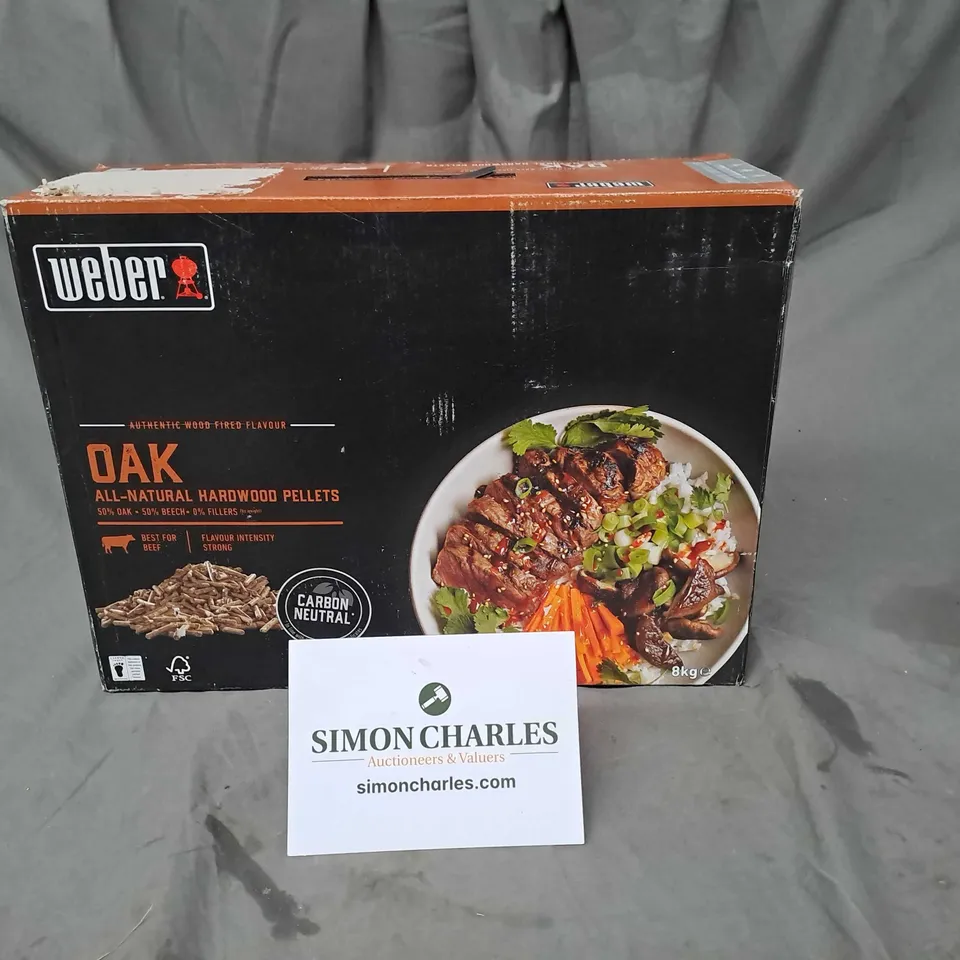 weber
weber
AUTHENTIC WOOD FIRED FLAVOUR
OAK
ALL-NATURAL HARDWOOD PELLETS
50% OAK • 50% BEECH • 0% FILLERS
BEST FOR
BEEF
FLAVOUR INTENSITY
STRONG
CARBON
NEUTRAL
FSC
8kg e
SIMON CHARLES
Auctioneers & Valuers
simoncharles.com